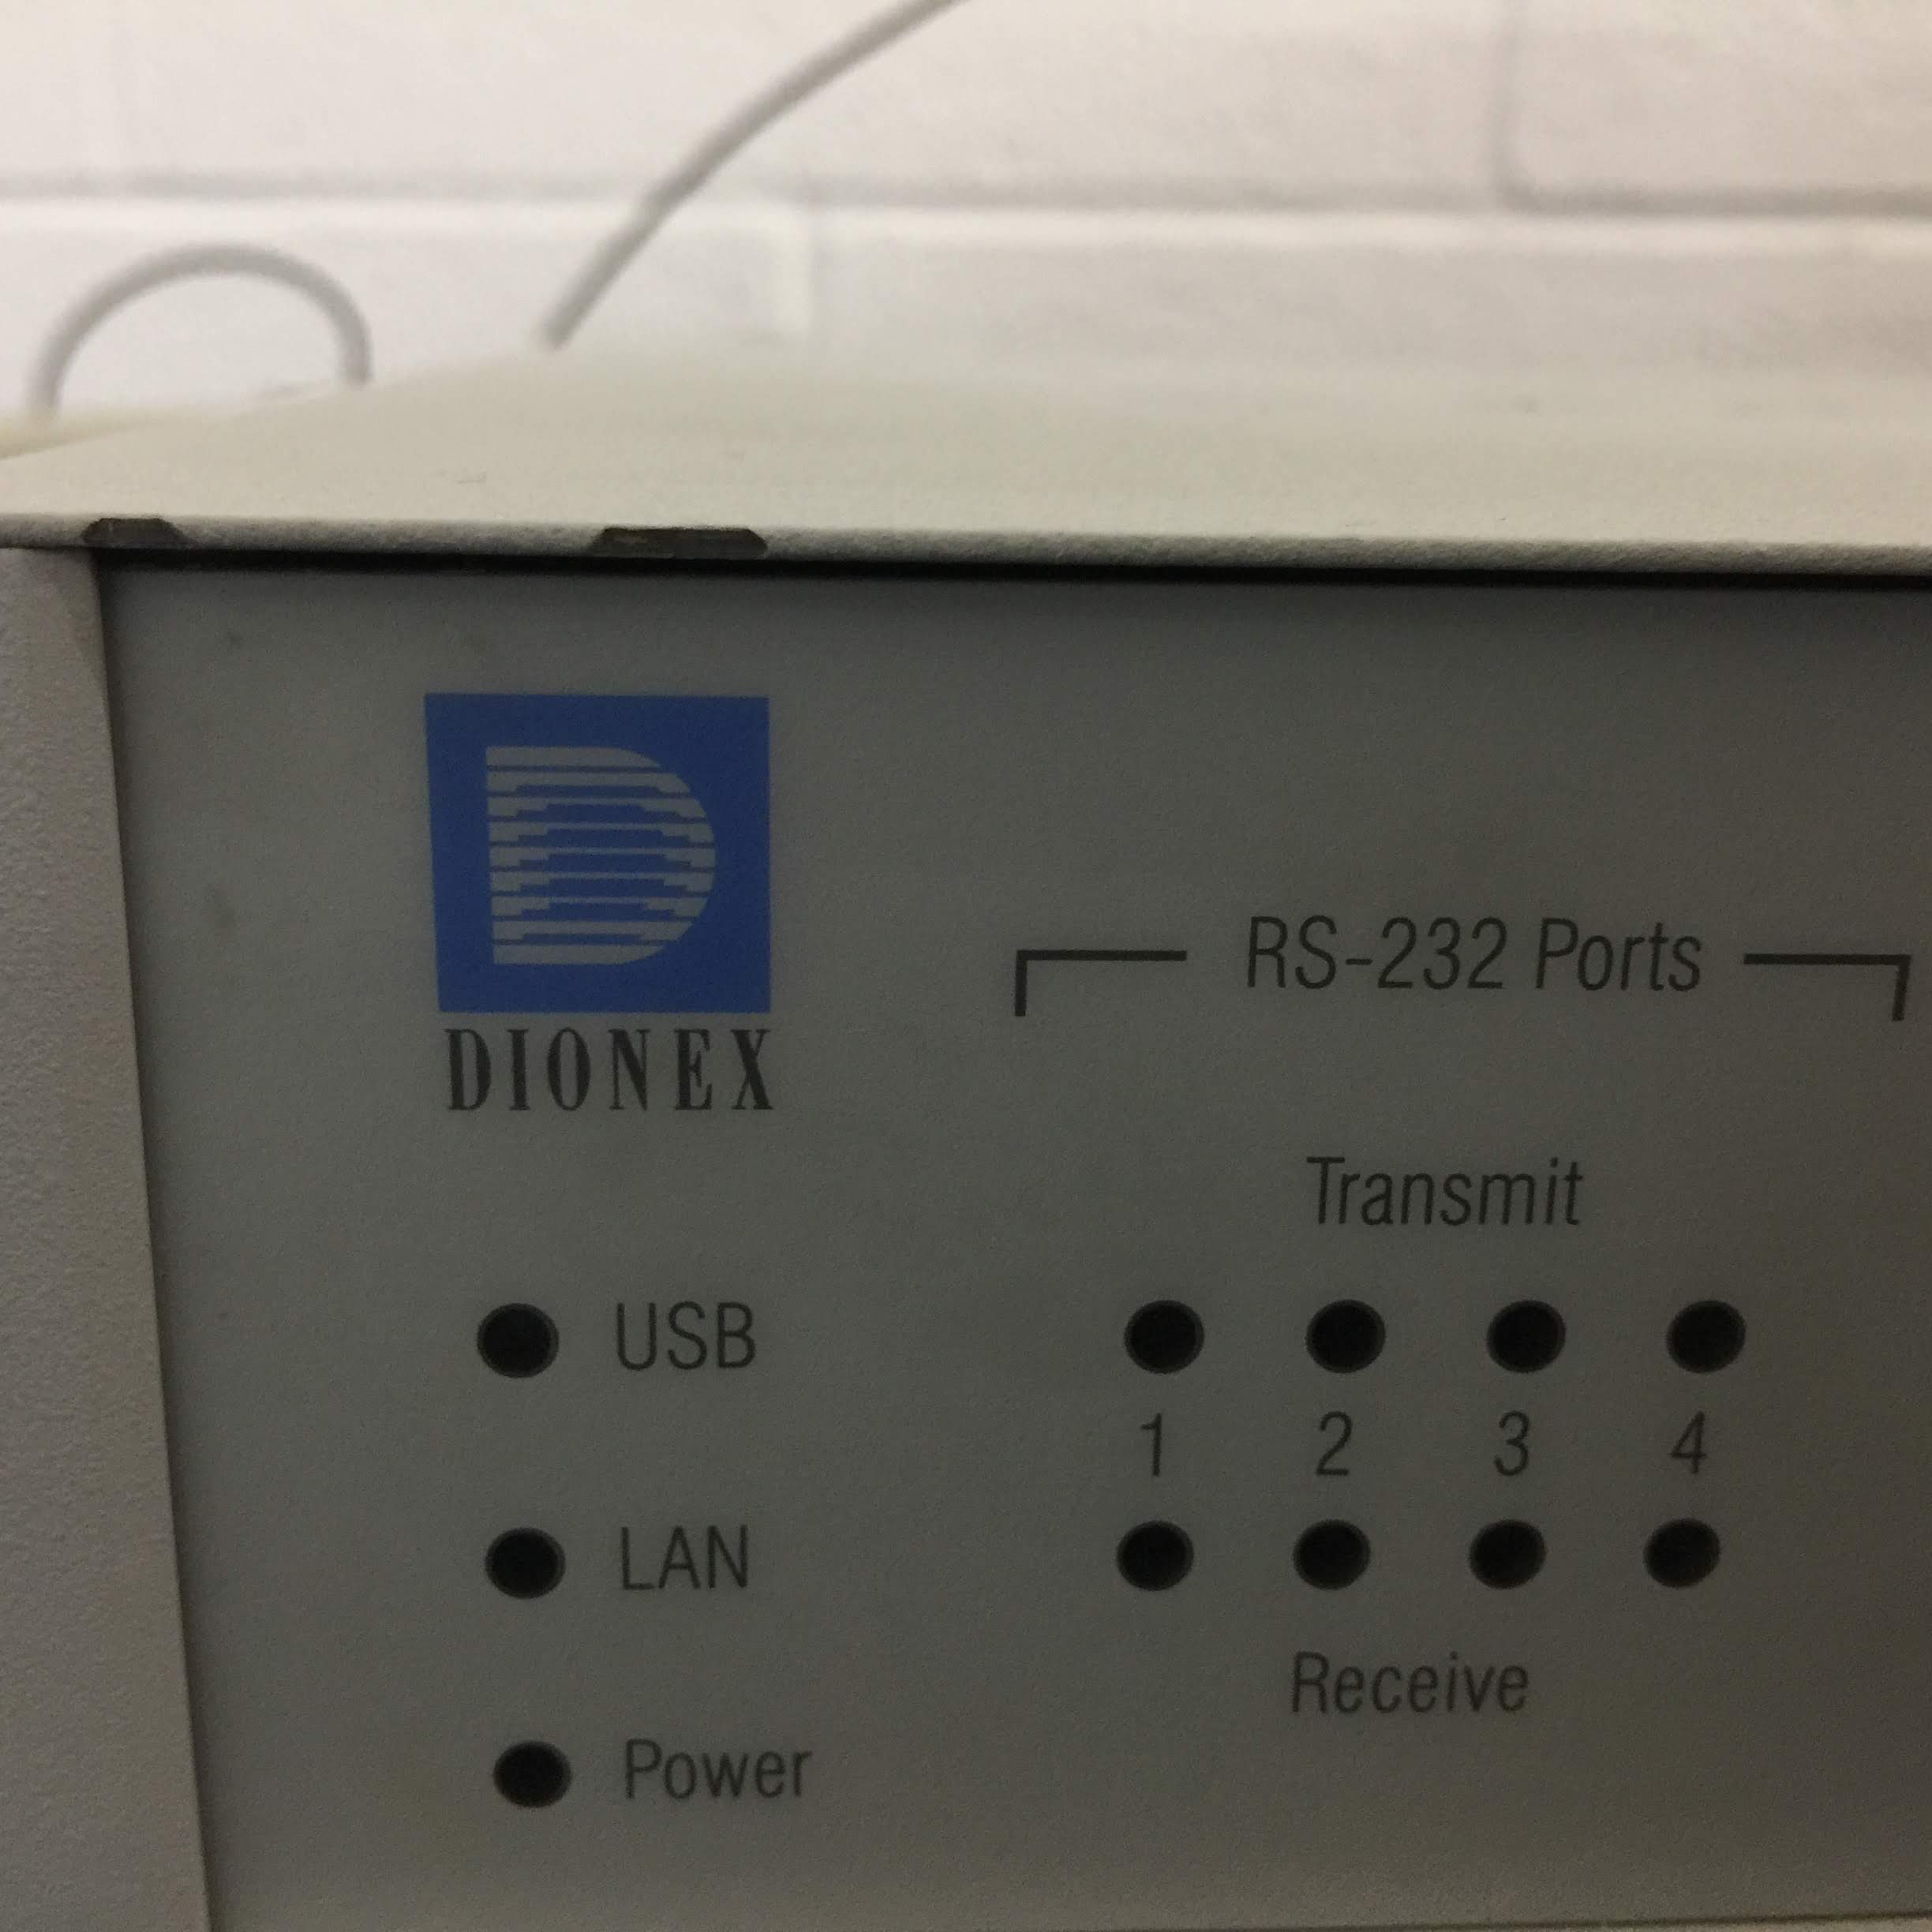 DIONEX
RS-232 Ports
Transmit
USB
1 2 3 4
LAN
Receive
Power